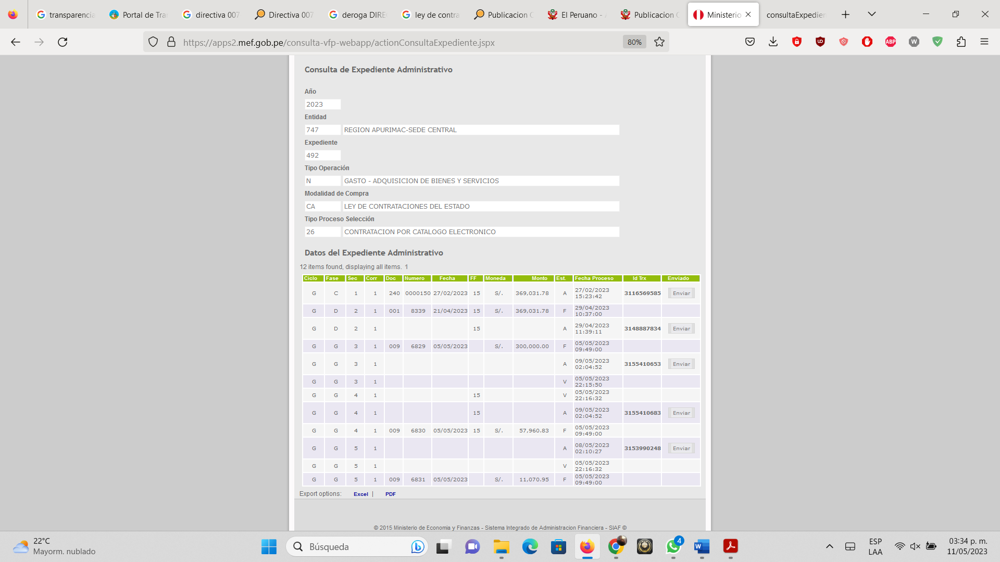 transparencia
Portal de Tra
directiva 007
Directiva 007
deroga DIRE
ley de contra
Publicacion
El Peruano -
Publicacion
Ministerio
consultaExpedien
https://apps2.mef.gob.pe/consulta-vfp-webapp/actionConsultaExpediente.jspx
80%
Consulta de Expediente Administrativo
Año
2023
Entidad
747 REGION APURIMAC-SEDE CENTRAL
Expediente
492
Tipo Operación
N GASTO - ADQUISICION DE BIENES Y SERVICIOS
Modalidad de Compra
CA LEY DE CONTRATACIONES DEL ESTADO
Tipo Proceso Selección
26 CONTRATACION POR CATALOGO ELECTRONICO
Datos del Expediente Administrativo
12 items found, displaying all items. 1
Ciclo Fase Sec Corr Doc Numero Fecha FF Moneda Monto Est. Fecha Proceso Id Trx Enviado
G C 1 1 240 0000150 27/02/2023 15 S/. 369,031.78 A 27/02/2023 15:23:42 3116569585 Enviar
G D 2 1 001 8339 21/04/2023 15 S/. 369,031.78 F 29/04/2023 10:37:00
G D 2 1 15 A 29/04/2023 11:39:11 3148887834 Enviar
G G 3 1 009 6829 05/05/2023 S/. 300,000.00 F 05/05/2023 09:49:00
G G 3 1 A 09/05/2023 02:04:52 3155410653 Enviar
G G 3 1 V 05/05/2023 22:15:50
G G 4 1 15 V 05/05/2023 22:16:32
G G 4 1 15 A 09/05/2023 02:04:52 3155410683 Enviar
G G 4 1 009 6830 05/05/2023 15 S/. 57,960.83 F 05/05/2023 09:49:00
G G 5 1 A 08/05/2023 02:10:27 3153990248 Enviar
G G 5 1 V 05/05/2023 22:16:32
G G 5 1 009 6831 05/05/2023 S/. 11,070.95 F 05/05/2023 09:49:00
Export options: Excel | PDF
© 2015 Ministerio de Economia y Finanzas - Sistema Integrado de Administracion Financiera - SIAF ©
22°C
Mayorm. nublado
Búsqueda
4
ESP
LAA
03:34 p. m.
11/05/2023